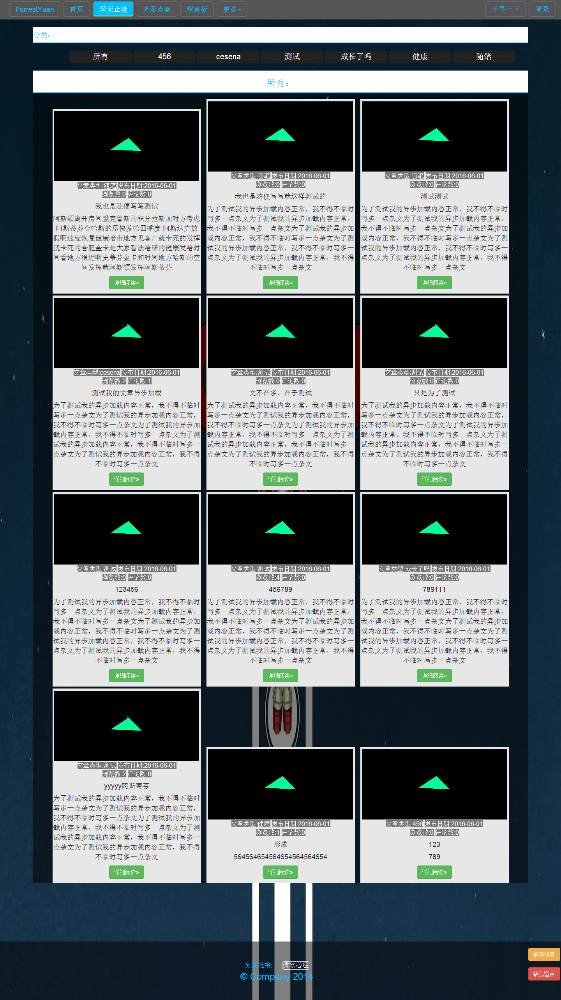 ForrestYuan 首页 学无止境 光影点滴 留言板 更多 千寻一下 登录
分类：
所有 456 cesena 测试 成长了吗 健康 随笔
所有：
文章类型:随笔 发布日期:2016-06-01
浏览数:0 评论数:0
我也是随便写写测试
阿斯顿离开房间爱克鲁斯的积分拉斯加对方考虑
阿斯蒂芬金哈斯的尽快发哈四季度 阿斯达克放
假啊速度恢复健康哈市地方见客户就卡死的发挥
就卡死的合肥金卡是大家看法哈斯的健康发哈时
间看地方很近啊史蒂芬金卡和时间地方哈斯的空
间发挥就阿斯顿发挥阿斯蒂芬
详细阅读»
文章类型:随笔 发布日期:2016-06-01
浏览数:0 评论数:0
我也是随便写写就这样测试的
为了测试我的异步加载内容正常，我不得不临时
写多一点杂文为了测试我的异步加载内容正常，
我不得不临时写多一点杂文为了测试我的异步加
载内容正常，我不得不临时写多一点杂文为了测
试我的异步加载内容正常，我不得不临时写多一
点杂文为了测试我的异步加载内容正常，我不得
不临时写多一点杂文
详细阅读»
文章类型:随笔 发布日期:2016-06-01
浏览数:0 评论数:0
测试测试
为了测试我的异步加载内容正常，我不得不临时
写多一点杂文为了测试我的异步加载内容正常，
我不得不临时写多一点杂文为了测试我的异步加
载内容正常，我不得不临时写多一点杂文为了测
试我的异步加载内容正常，我不得不临时写多一
点杂文为了测试我的异步加载内容正常，我不得
不临时写多一点杂文
详细阅读»
文章类型:cesena 发布日期:2016-06-01
浏览数:2 评论数:1
测试我的文章异步加载
为了测试我的异步加载内容正常，我不得不临时
写多一点杂文为了测试我的异步加载内容正常，
我不得不临时写多一点杂文为了测试我的异步加
载内容正常，我不得不临时写多一点杂文为了测
试我的异步加载内容正常，我不得不临时写多一
点杂文为了测试我的异步加载内容正常，我不得
不临时写多一点杂文
详细阅读»
文章类型:测试 发布日期:2016-06-01
浏览数:0 评论数:0
文不在多，在于测试
为了测试我的异步加载内容正常，我不得不临时
写多一点杂文为了测试我的异步加载内容正常，
我不得不临时写多一点杂文为了测试我的异步加
载内容正常，我不得不临时写多一点杂文为了测
试我的异步加载内容正常，我不得不临时写多一
点杂文为了测试我的异步加载内容正常，我不得
不临时写多一点杂文
详细阅读»
文章类型:测试 发布日期:2016-06-01
浏览数:0 评论数:0
只是为了测试
为了测试我的异步加载内容正常，我不得不临时
写多一点杂文为了测试我的异步加载内容正常，
我不得不临时写多一点杂文为了测试我的异步加
载内容正常，我不得不临时写多一点杂文为了测
试我的异步加载内容正常，我不得不临时写多一
点杂文为了测试我的异步加载内容正常，我不得
不临时写多一点杂文
详细阅读»
文章类型:测试 发布日期:2016-06-01
浏览数:0 评论数:0
123456
为了测试我的异步加载内容正常，我不得不临时
写多一点杂文为了测试我的异步加载内容正常，
我不得不临时写多一点杂文为了测试我的异步加
载内容正常，我不得不临时写多一点杂文为了测
试我的异步加载内容正常，我不得不临时写多一
点杂文为了测试我的异步加载内容正常，我不得
不临时写多一点杂文
详细阅读»
文章类型:测试 发布日期:2016-06-01
浏览数:4 评论数:0
456789
为了测试我的异步加载内容正常，我不得不临时
写多一点杂文为了测试我的异步加载内容正常，
我不得不临时写多一点杂文为了测试我的异步加
载内容正常，我不得不临时写多一点杂文为了测
试我的异步加载内容正常，我不得不临时写多一
点杂文为了测试我的异步加载内容正常，我不得
不临时写多一点杂文
详细阅读»
文章类型:成长了吗 发布日期:2016-06-01
浏览数:0 评论数:0
789111
为了测试我的异步加载内容正常，我不得不临时
写多一点杂文为了测试我的异步加载内容正常，
我不得不临时写多一点杂文为了测试我的异步加
载内容正常，我不得不临时写多一点杂文为了测
试我的异步加载内容正常，我不得不临时写多一
点杂文为了测试我的异步加载内容正常，我不得
不临时写多一点杂文
详细阅读»
文章类型:测试 发布日期:2016-06-01
浏览数:2 评论数:0
yyyyy阿斯蒂芬
为了测试我的异步加载内容正常，我不得不临时
写多一点杂文为了测试我的异步加载内容正常，
我不得不临时写多一点杂文为了测试我的异步加
载内容正常，我不得不临时写多一点杂文为了测
试我的异步加载内容正常，我不得不临时写多一
点杂文为了测试我的异步加载内容正常，我不得
不临时写多一点杂文
详细阅读»
文章类型:健康 发布日期:2016-06-01
浏览数:1 评论数:0
形成
564564654564654564564654
详细阅读»
文章类型:456 发布日期:2016-06-01
浏览数:0 评论数:0
123
789
详细阅读»
换换背景
友情链接: 微软必应
给我留言
© Company 2014